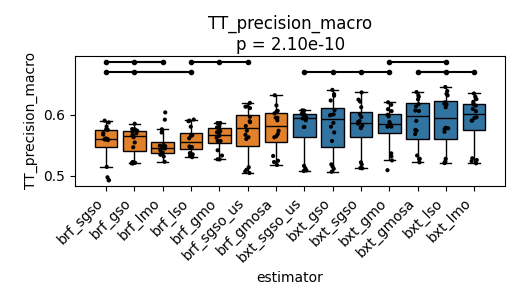 TT_precision_macro
p = 2.10e-10
TT_precision_macro
0.6
0.5
brf_sgso
brf_gso
brf_lmo
brf_lso
brf_gmo
brf_sgso_us
brf_gmosa
bxt_sgso_us
bxt_gso
bxt_sgso
bxt_gmo
bxt_gmosa
bxt_lso
bxt_lmo
estimator